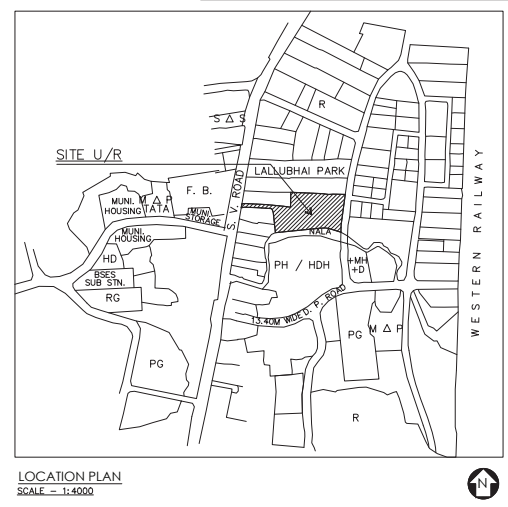 R
S △ S
SITE U/R
LALLUBHAI PARK
F. B.
M △ P
TATA
MUNI.
HOUSING
MUNI.
STORAGE
S. V. ROAD
WESTERN RAILWAY
MUNI.
HOUSING
NALA
HD
PH / HDH
+MH
+D
BSES
SUB STN.
RG
13.40M WIDE D. P. ROAD
PG
M △ P
PG
R
LOCATION PLAN
SCALE - 1:4000
N